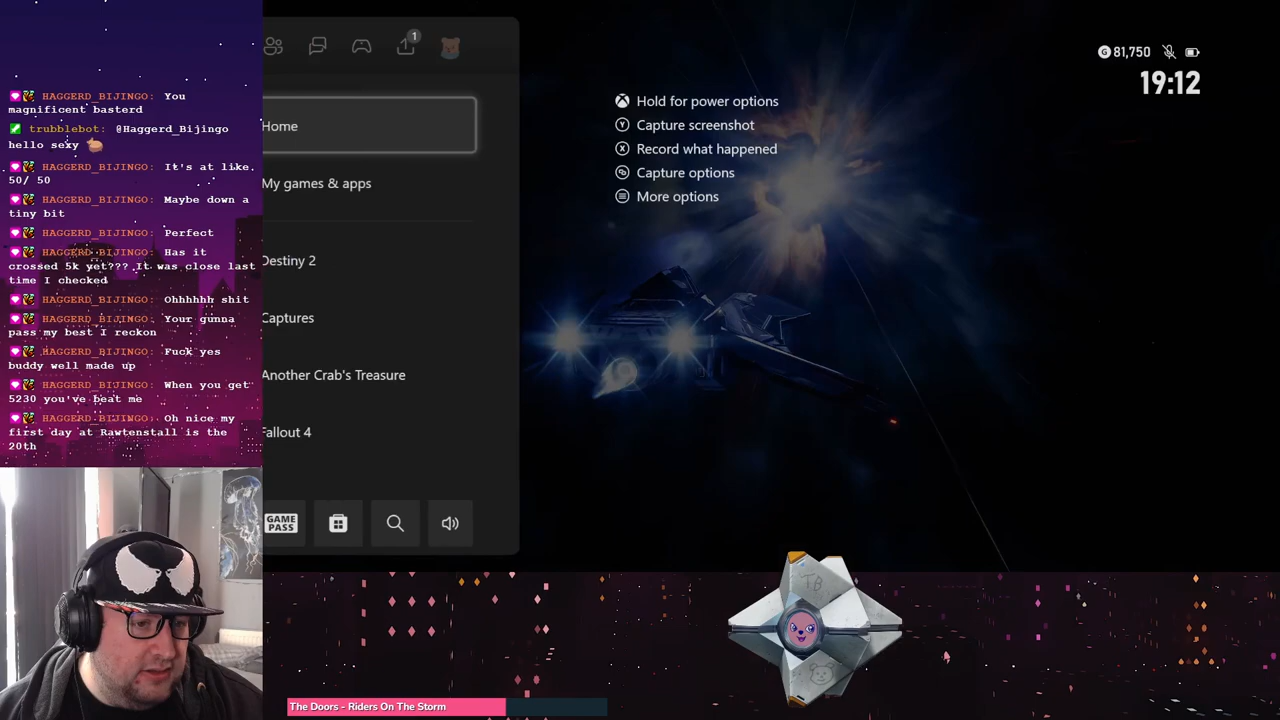 HAGGERD_BIJINGO: You
magnificent basterd
trubblebot: @Haggerd_Bijingo
hello sexy
HAGGERD_BIJINGO: It's at like.
50/ 50
HAGGERD_BIJINGO: Maybe down a
tiny bit
HAGGERD_BIJINGO: Perfect
HAGGERD_BIJINGO: Has it
crossed 5k yet??? It was close last
time I checked
HAGGERD_BIJINGO: Ohhhhhh shit
HAGGERD_BIJINGO: Your gunna
pass my best I reckon
HAGGERD_BIJINGO: Fuck yes
buddy well made up
HAGGERD_BIJINGO: When you get
5230 you've beat me
HAGGERD_BIJINGO: Oh nice my
first day at Rawtenstall is the
20th
1
Home
My games & apps
Destiny 2
Captures
Another Crab's Treasure
Fallout 4
GAME
PASS
Hold for power options
Y Capture screenshot
X Record what happened
Capture options
More options
G 81,750
19:12
TB
The Doors - Riders On The Storm